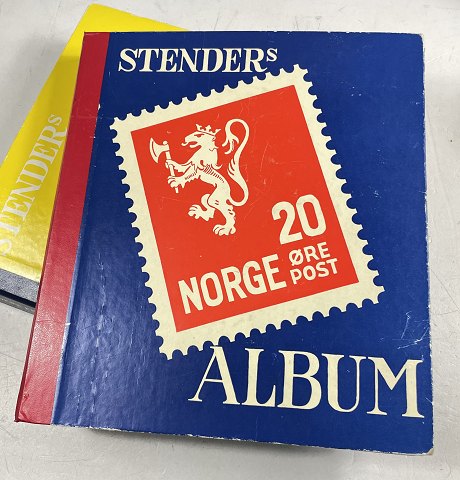 STENDERs
20
NORGE ØRE
POST
ALBUM
STENDERs